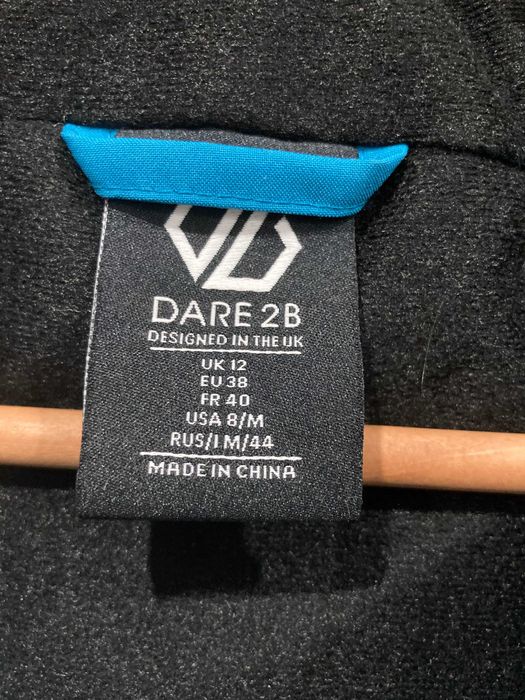 DARE 2B
DESIGNED IN THE UK
UK 12
EU 38
FR 40
USA 8/M
RUS/I M/44
MADE IN CHINA